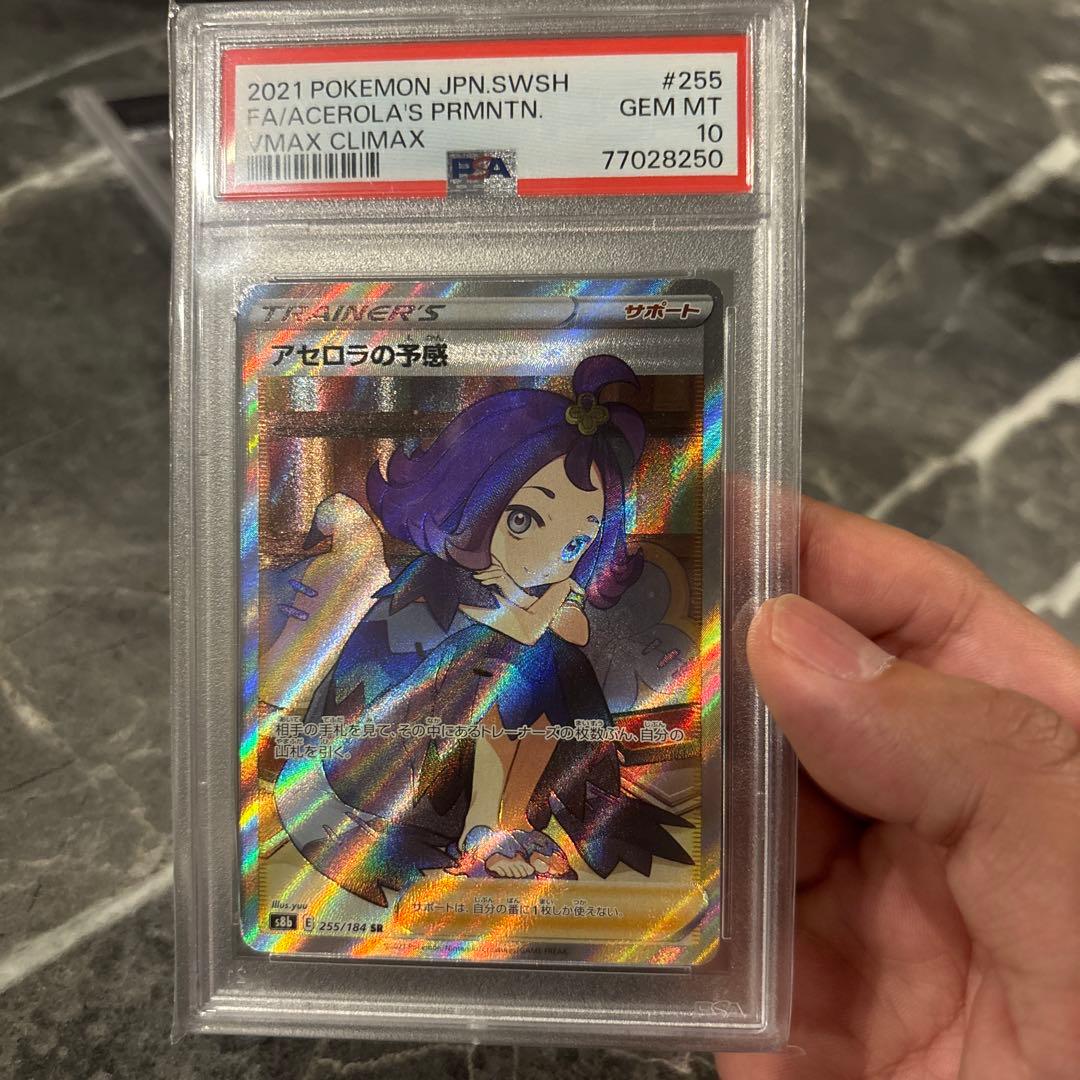 2021 POKEMON JPN.SWSH #255
FA/ACEROLA'S PRMNTN. GEM MT
VMAX CLIMAX 10
PSA 77028250
TRAINER'S サポート
アセロラの予感
相手の手札を見て、その中にあるトレーナーズの枚数ぶん、自分の
山札を引く。
Illus.yuu
サポートは、自分の番に1枚しか使えない。
s8b E 255/184 SR
PSA